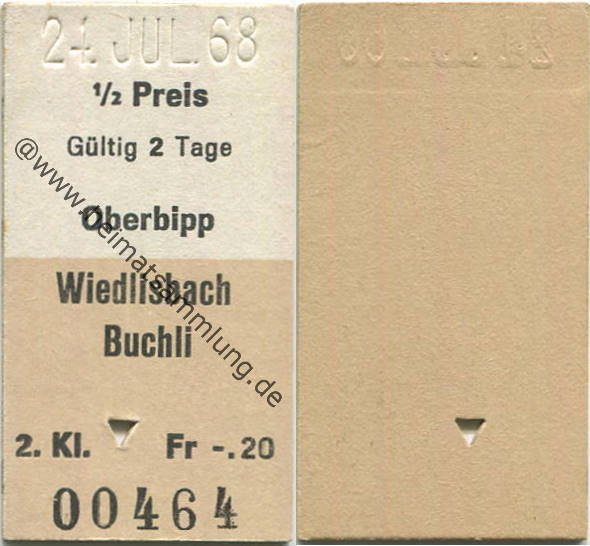 24. JUL. 68
½ Preis
Gültig 2 Tage
Oberbipp
Wiedlisbach
Buchli
2. Kl. Fr -.20
00464
@www.heimatsammlung.de